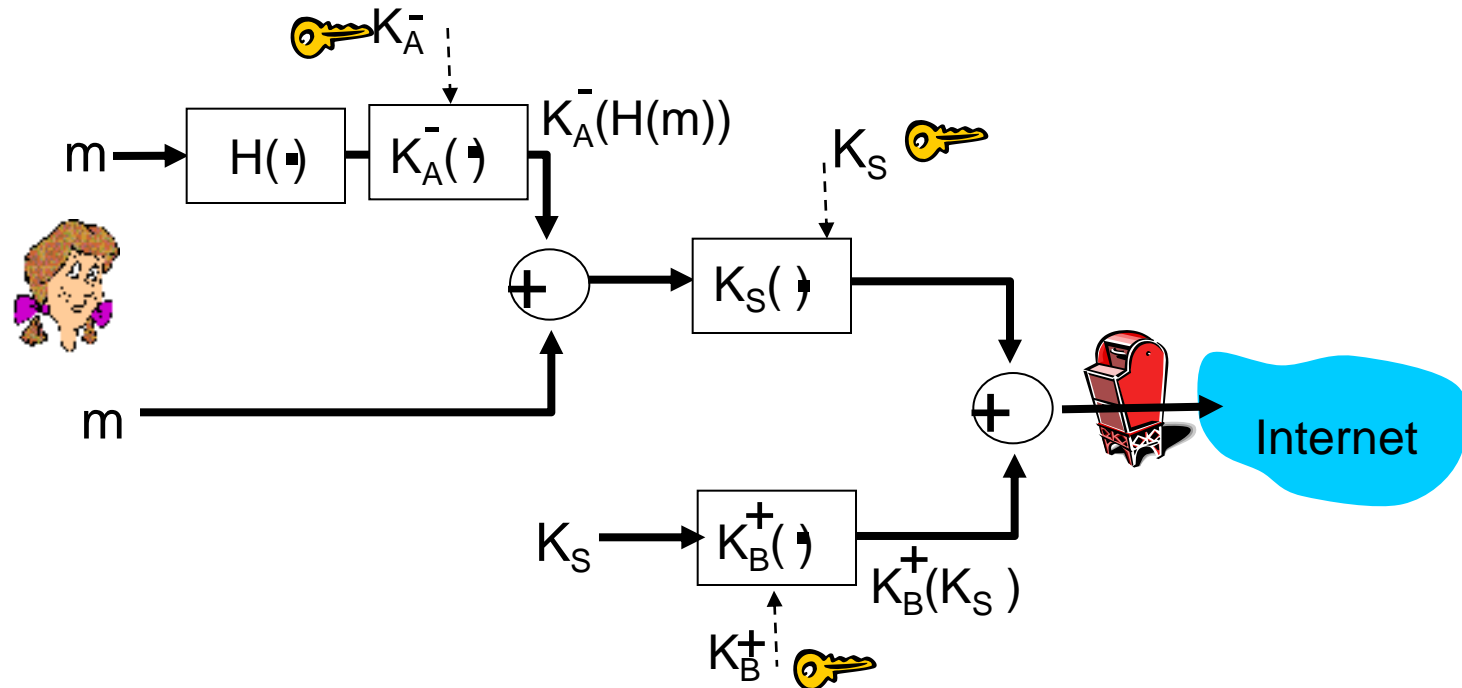 K_A^-
m
H(·)
K_A^-(·)
K_A^-(H(m))
K_S
+
K_S(·)
m
+
Internet
K_S
K_B^+(·)
K_B^+(K_S )
K_B^+